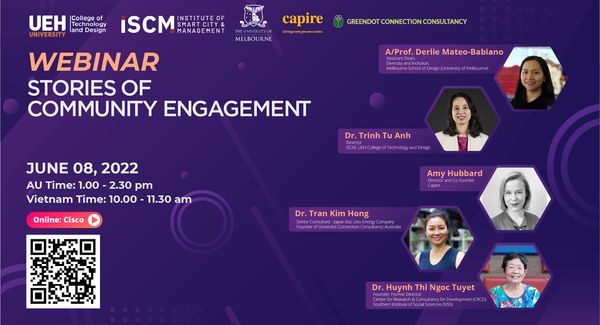 UEH
UNIVERSITY
College of
Technology
and Design
ISCM
INSTITUTE OF
SMART CITY &
MANAGEMENT
THE UNIVERSITY OF
MELBOURNE
capire
Giving every person a voice.
GREENDOT CONNECTION CONSULTANCY
WEBINAR
STORIES OF
COMMUNITY ENGAGEMENT
JUNE 08, 2022
AU Time: 1.00 - 2.30 pm
Vietnam Time: 10.00 - 11.30 am
Online: Cisco
A/Prof. Derlie Mateo-Babiano
Assistant Dean,
Diversity and Inclusion,
Melbourne School of Design (University of Melbourne)
Dr. Trinh Tu Anh
Director
ISCM, UEH College of Technology and Design
Amy Hubbard
Director and Co-founder
Capire
Dr. Tran Kim Hong
Senior Consultant - Japan Bac Lieu Energy Company
Founder of Greendot Connection Consultancy Australia
Dr. Huynh Thi Ngoc Tuyet
Founder, Former Director
Center for Research & Consultancy for Development (CRCD),
Southern Institute of Social Sciences (SISS)